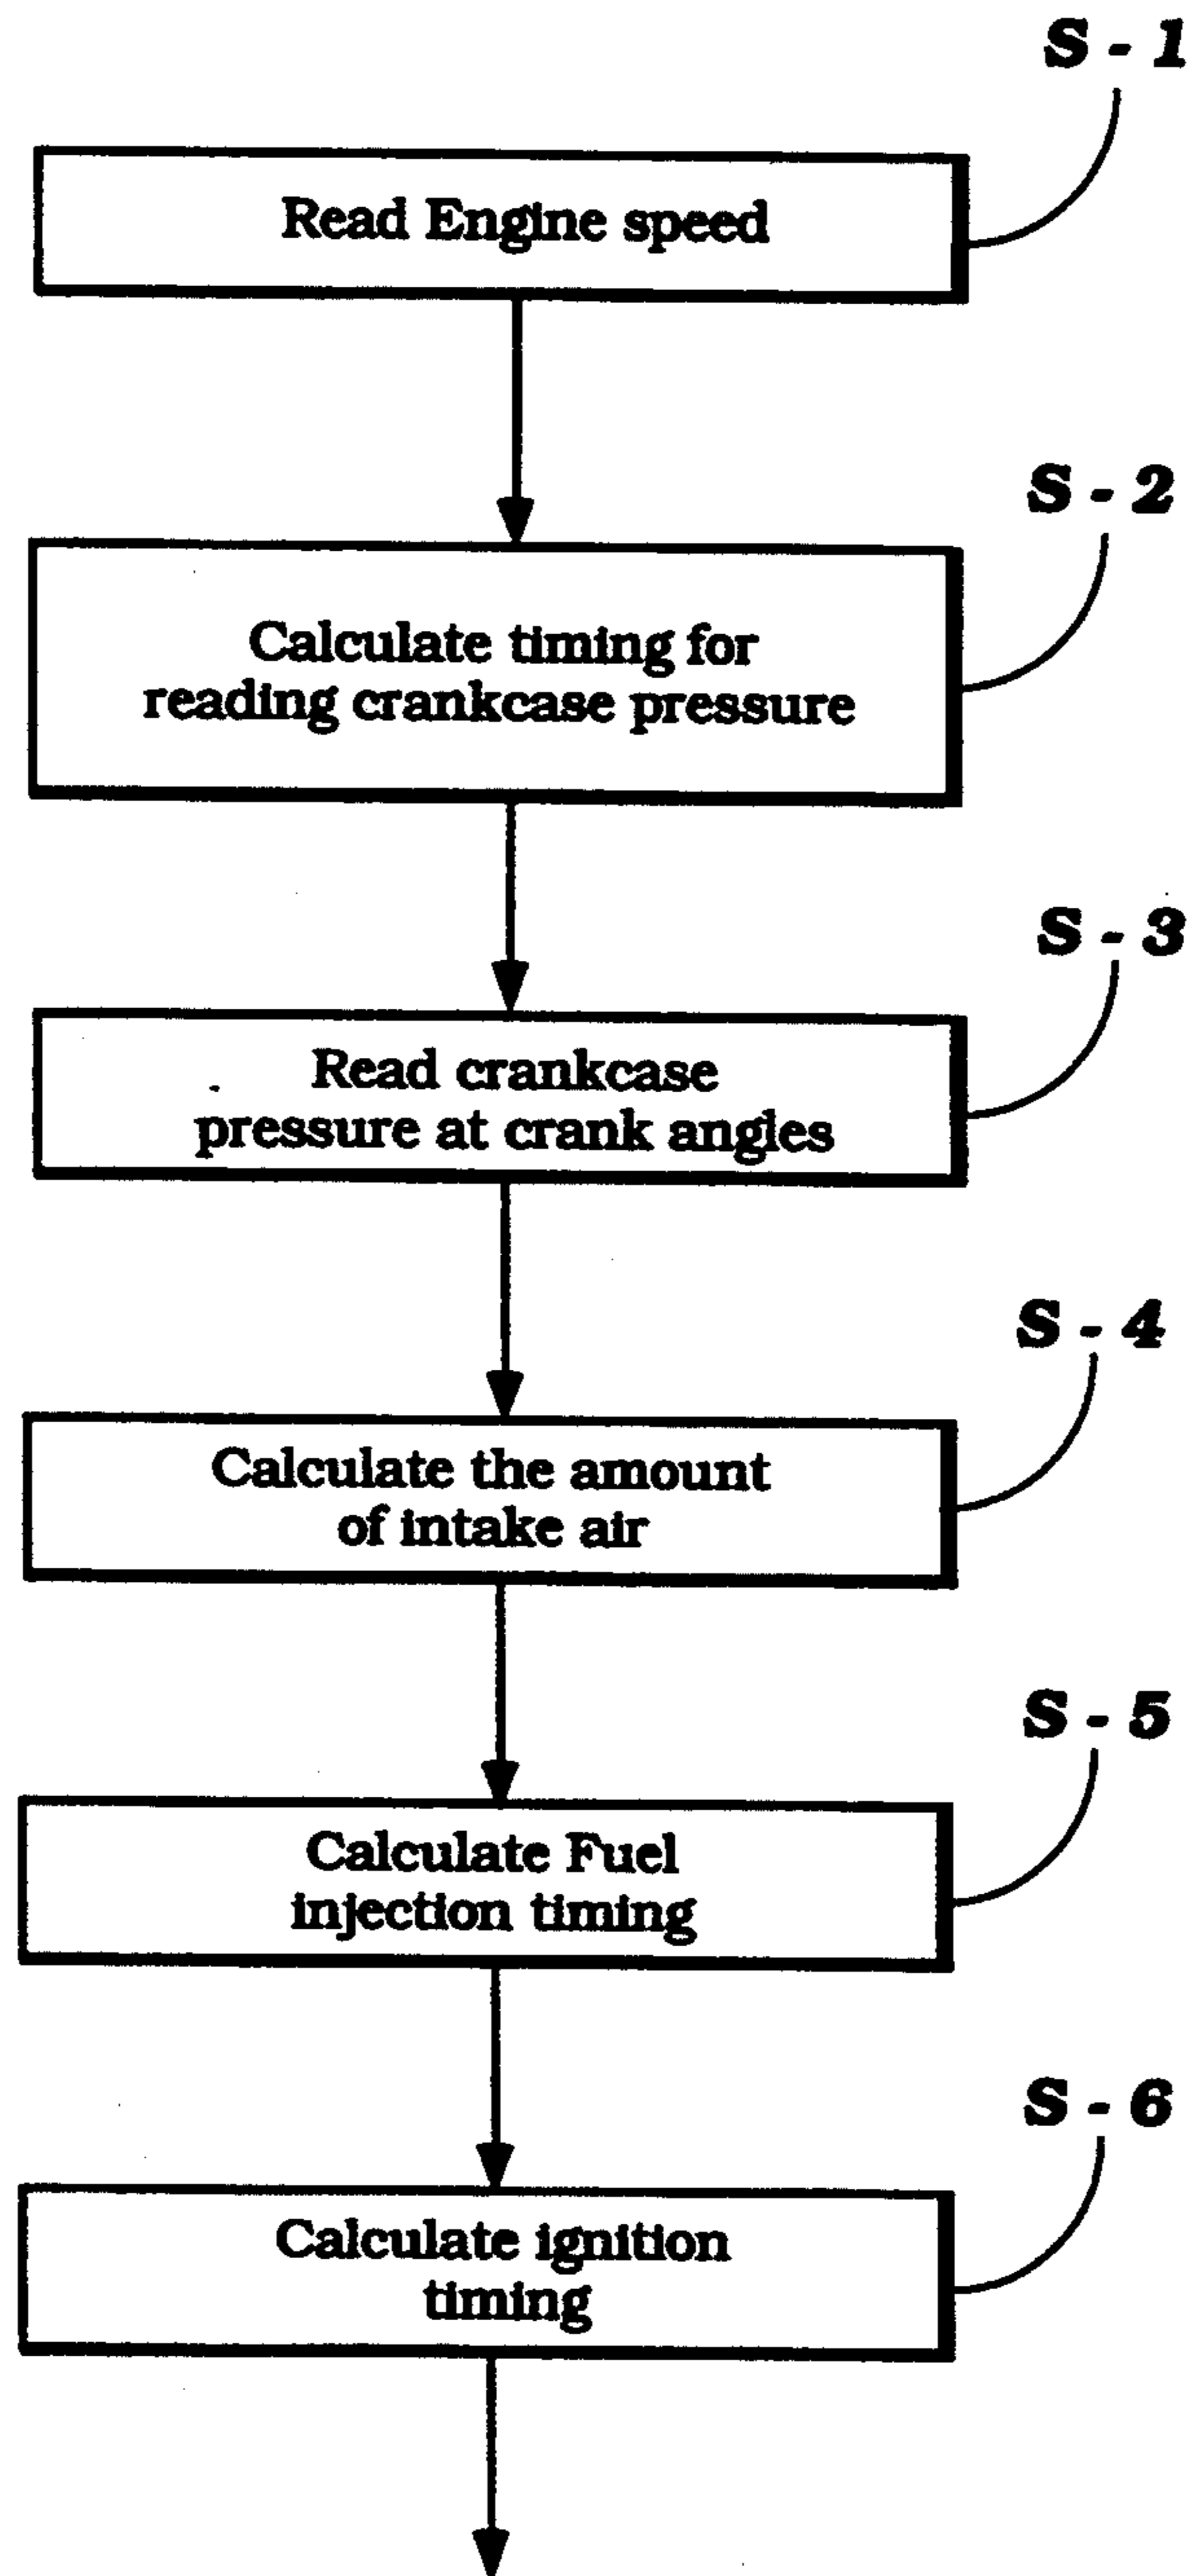 S - 1
Read Engine speed
S - 2
Calculate timing for
reading crankcase pressure
S - 3
Read crankcase
pressure at crank angles
S - 4
Calculate the amount
of intake air
S - 5
Calculate Fuel
injection timing
S - 6
Calculate ignition
timing